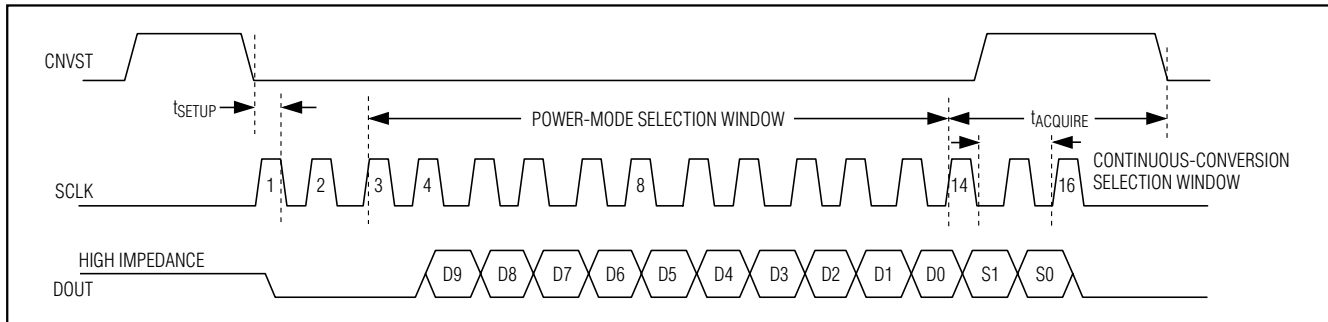 CNVST
tSETUP
POWER-MODE SELECTION WINDOW
tACQUIRE
CONTINUOUS-CONVERSION
SELECTION WINDOW
SCLK
1 2 3 4 8 14 16
HIGH IMPEDANCE
DOUT
D9 D8 D7 D6 D5 D4 D3 D2 D1 D0 S1 S0